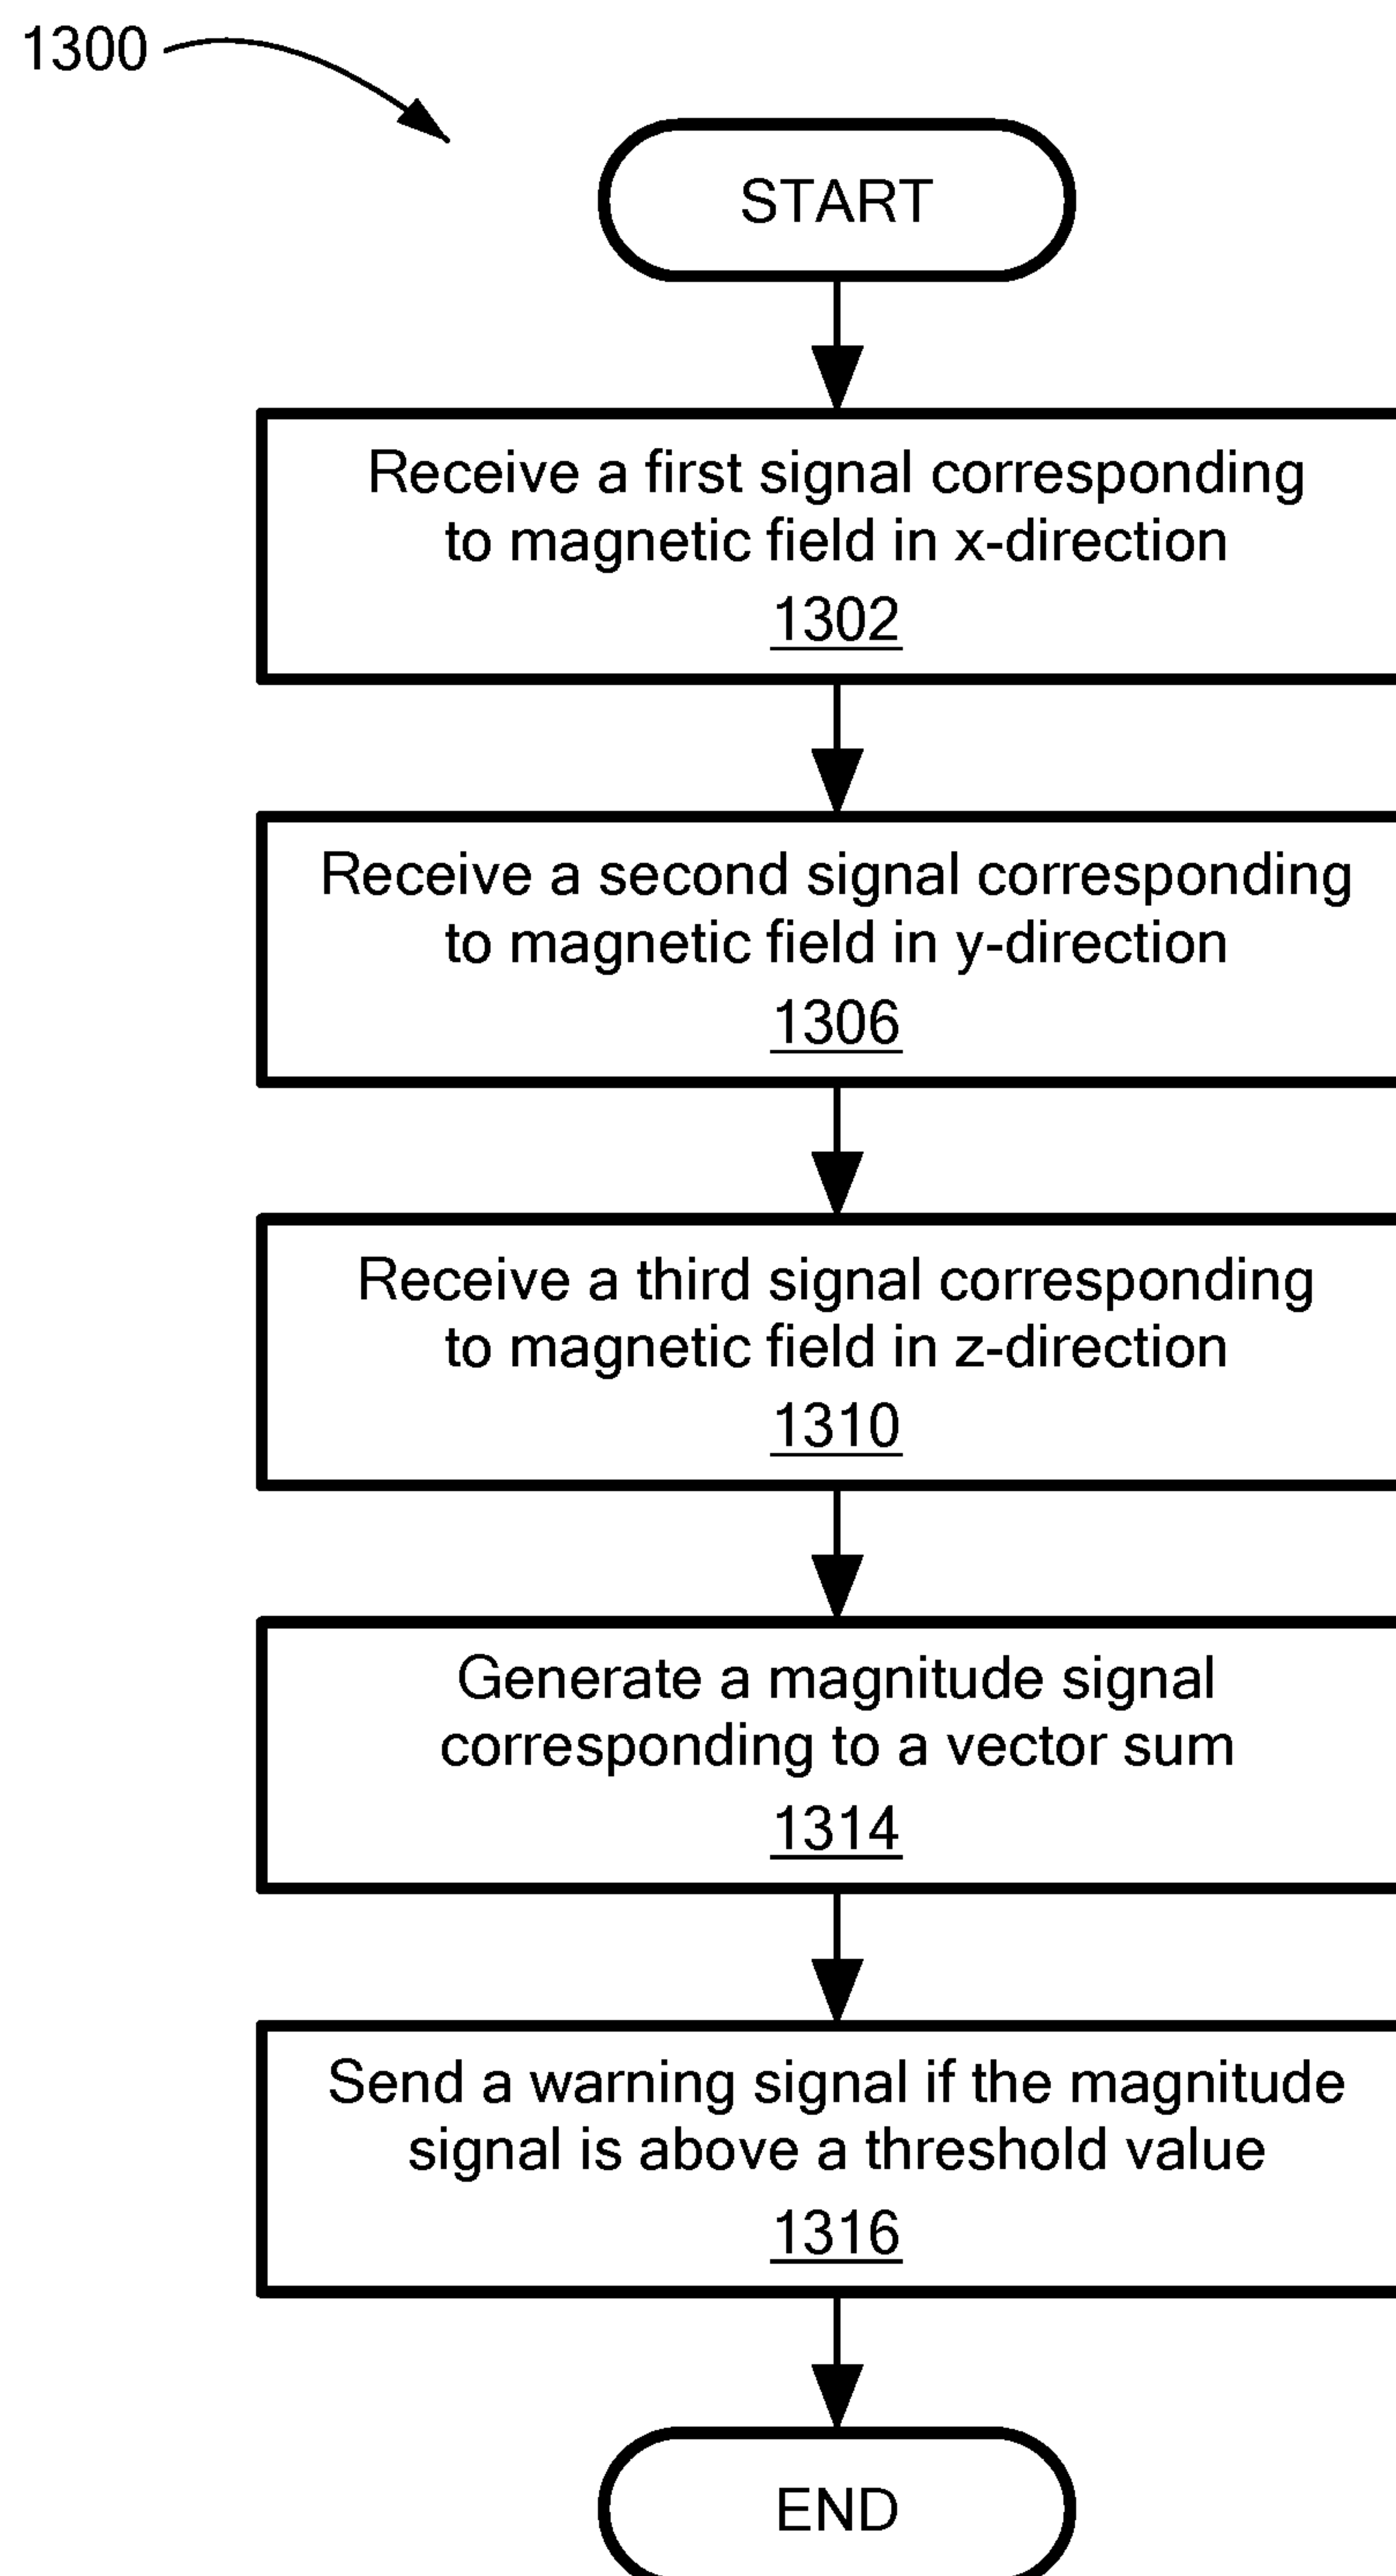 1300
START
Receive a first signal corresponding
to magnetic field in x-direction
1302
Receive a second signal corresponding
to magnetic field in y-direction
1306
Receive a third signal corresponding
to magnetic field in z-direction
1310
Generate a magnitude signal
corresponding to a vector sum
1314
Send a warning signal if the magnitude
signal is above a threshold value
1316
END